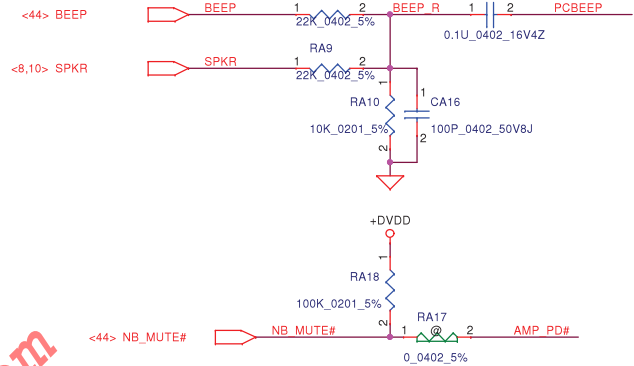 <44> BEEP BEEP 1 2 BEEP_R 1 2 PCBEEP
22K_0402_5% 0.1U_0402_16V4Z
RA9
<8,10> SPKR SPKR 1 2
22K_0402_5%
1 1
RA10 CA16
10K_0201_5% 100P_0402_50V8J
2 2
+DVDD
1
RA18
100K_0201_5%
2 RA17
<44> NB_MUTE# NB_MUTE# 1 @ 2 AMP_PD#
0_0402_5%
m